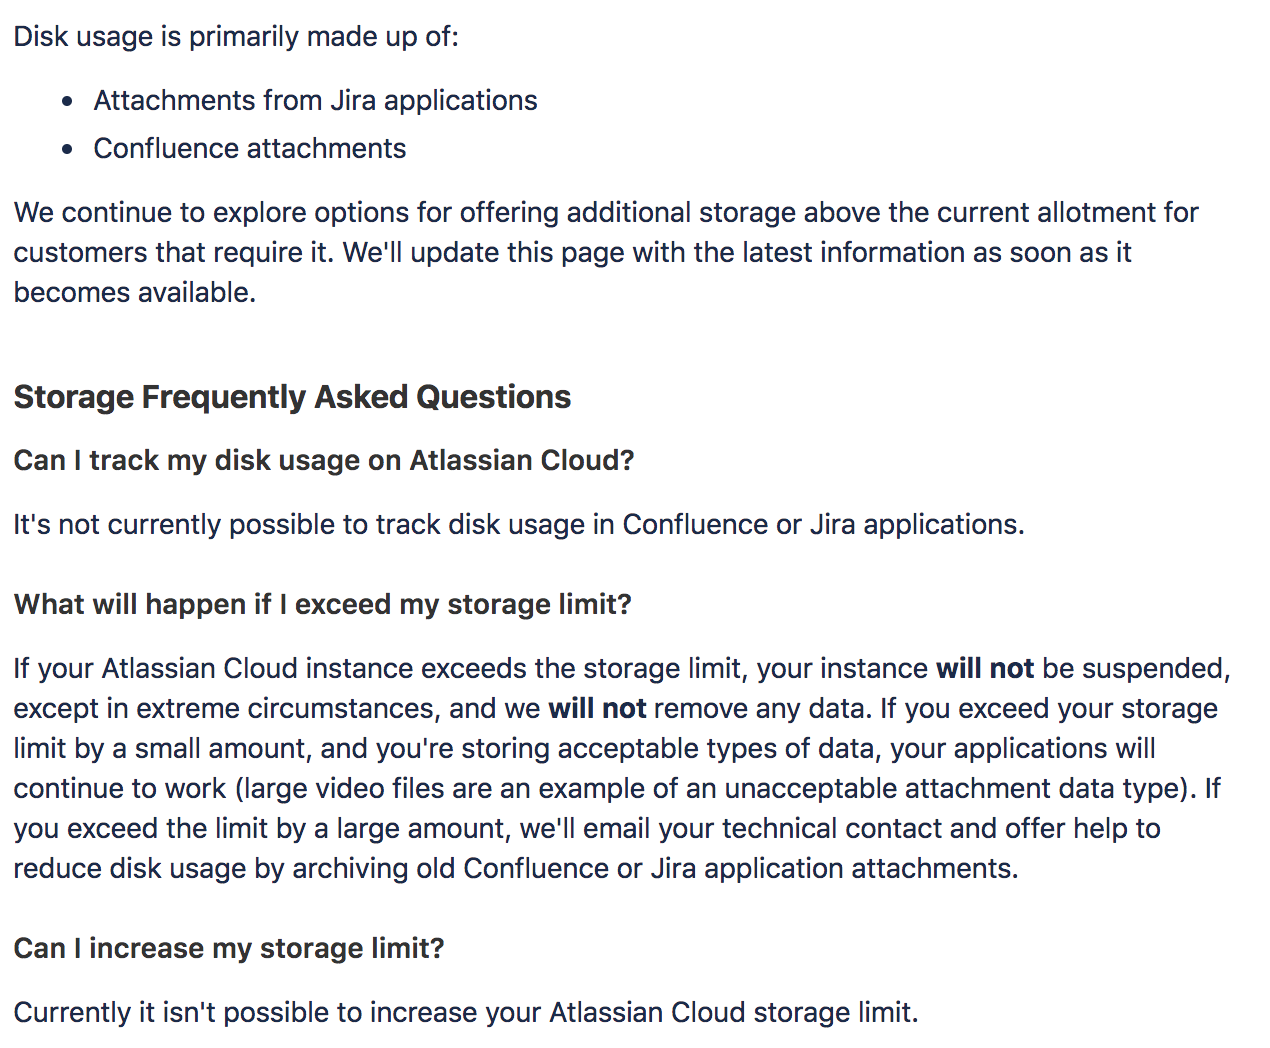 Disk usage is primarily made up of:
• Attachments from Jira applications
• Confluence attachments
We continue to explore options for offering additional storage above the current allotment for
customers that require it. We'll update this page with the latest information as soon as it
becomes available.
Storage Frequently Asked Questions
Can I track my disk usage on Atlassian Cloud?
It's not currently possible to track disk usage in Confluence or Jira applications.
What will happen if I exceed my storage limit?
If your Atlassian Cloud instance exceeds the storage limit, your instance will not be suspended,
except in extreme circumstances, and we will not remove any data. If you exceed your storage
limit by a small amount, and you're storing acceptable types of data, your applications will
continue to work (large video files are an example of an unacceptable attachment data type). If
you exceed the limit by a large amount, we'll email your technical contact and offer help to
reduce disk usage by archiving old Confluence or Jira application attachments.
Can I increase my storage limit?
Currently it isn't possible to increase your Atlassian Cloud storage limit.